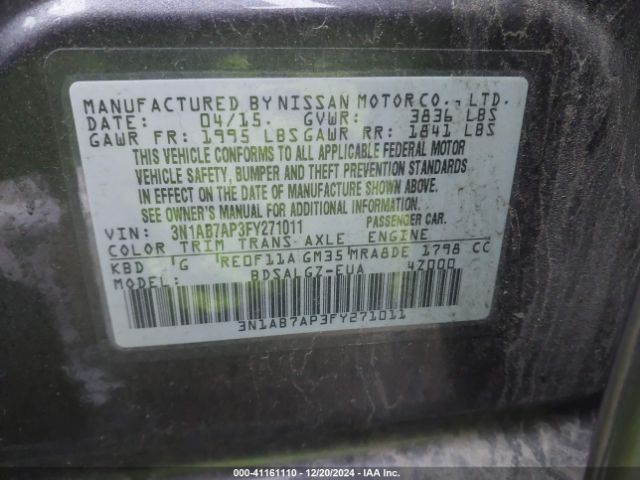 MANUFACTURED BY NISSAN MOTOR CO., LTD.
DATE: 04/15. GVWR: 3836 LBS
GAWR FR: 1995 LBS GAWR RR: 1841 LBS
THIS VEHICLE CONFORMS TO ALL APPLICABLE FEDERAL MOTOR
VEHICLE SAFETY, BUMPER AND THEFT PREVENTION STANDARDS
IN EFFECT ON THE DATE OF MANUFACTURE SHOWN ABOVE.
SEE OWNER'S MANUAL FOR ADDITIONAL INFORMATION.
VIN: 3N1AB7AP3FY271011 PASSENGER CAR.
COLOR TRIM TRANS AXLE ENGINE
KBD G RE0F11A GM35 MRA8DE 1798 CC
MODEL: BDSALGZ-EUA 4Z000
3N1AB7AP3FY271011
000-41161110 | 12/20/2024 | IAA Inc.